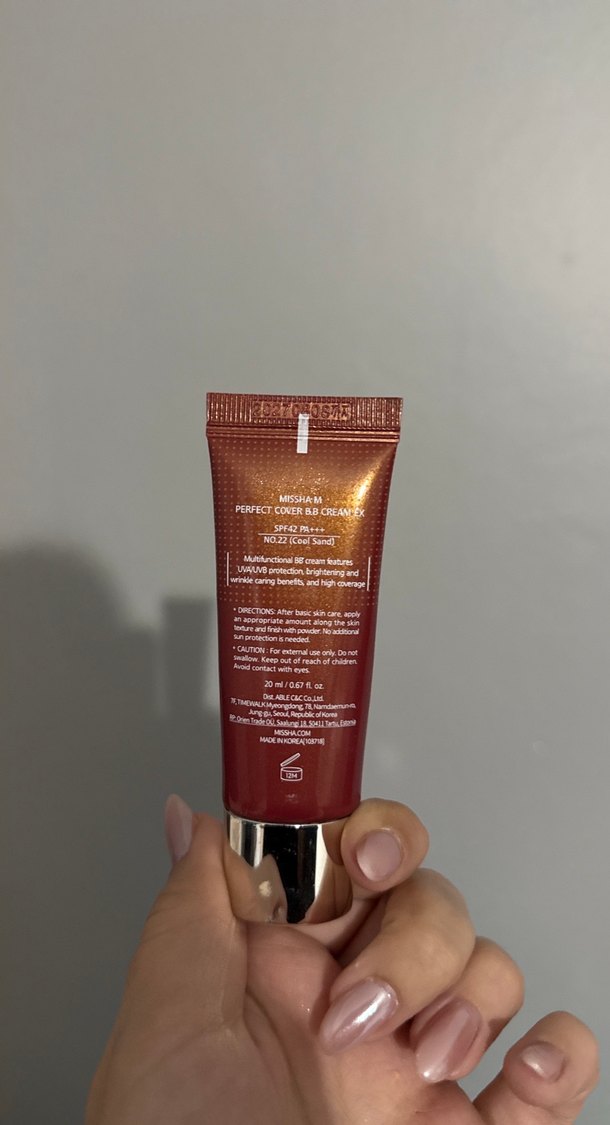 MISSHA M
PERFECT COVER B.B CREAM EX
SPF42 PA+++
NO.22 (Cool Sand)
Multifunctional BB cream features
UVA/UVB protection, brightening and
wrinkle caring benefits, and high coverage
* DIRECTIONS: After basic skin care, apply
an appropriate amount along the skin
texture and finish with powder. No additional
sun protection is needed.
* CAUTION : For external use only. Do not
swallow. Keep out of reach of children.
Avoid contact with eyes.
20 ml / 0.67 fl. oz.
Dist. ABLE C&C Co.,Ltd.
7F, TIMEWALK Myeongdong, 78, Namdaemun-ro,
Jung-gu, Seoul, Republic of Korea
RP: Orien Trade OÜ, Saalungi 18, 50411 Tartu, Estonia
MISSHA.COM
MADE IN KOREA[103718]
12M